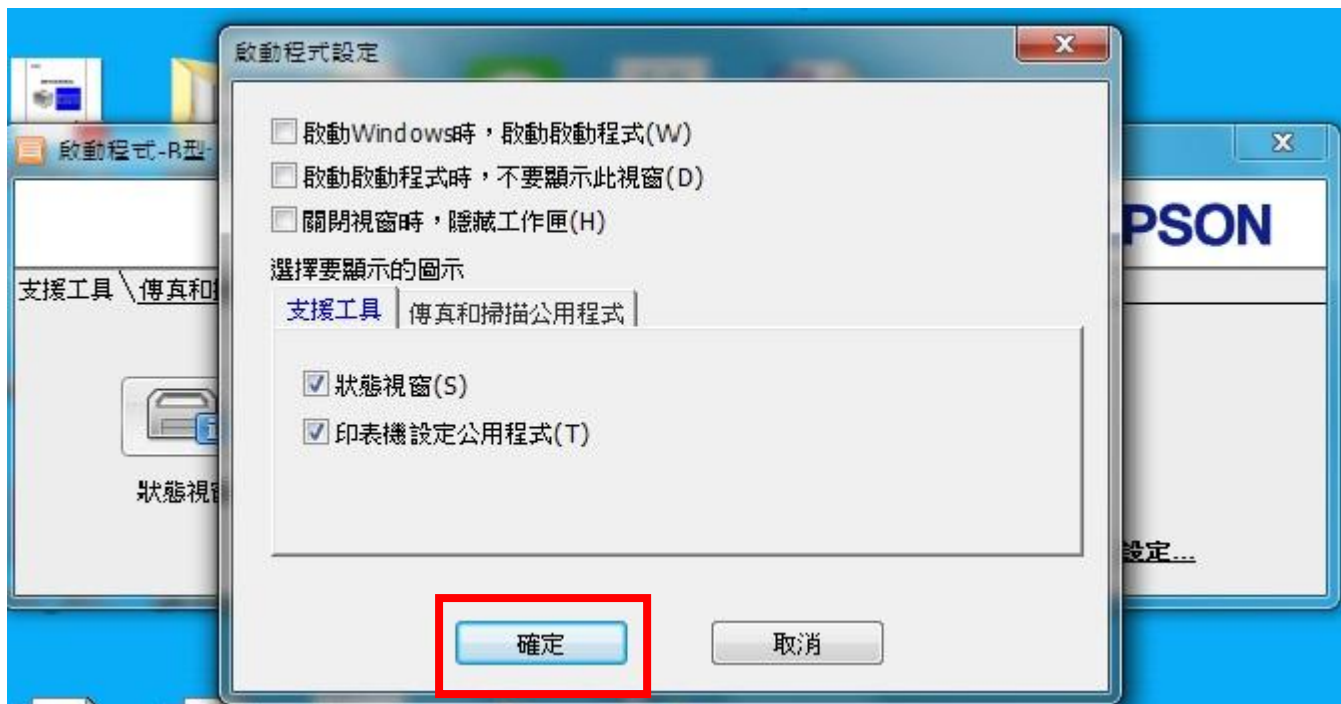 啟動程式設定
啟動Windows時，啟動啟動程式(W)
啟動程式-R型-
啟動啟動程式時，不要顯示此視窗(D)
關閉視窗時，隱藏工作匣(H)
PSON
選擇要顯示的圖示
支援工具 傳真和
支援工具 傳真和掃描公用程式
狀態視窗(S)
印表機設定公用程式(T)
狀態視
設定...
確定 取消